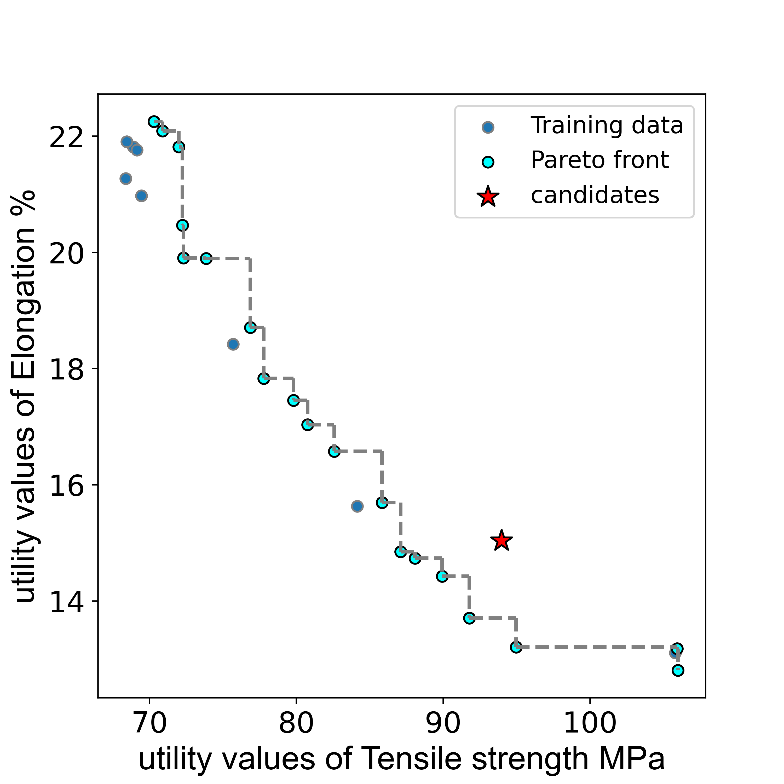 Training data
Pareto front
candidates
22
20
18
16
14
utility values of Elongation %
70 80 90 100
utility values of Tensile strength MPa